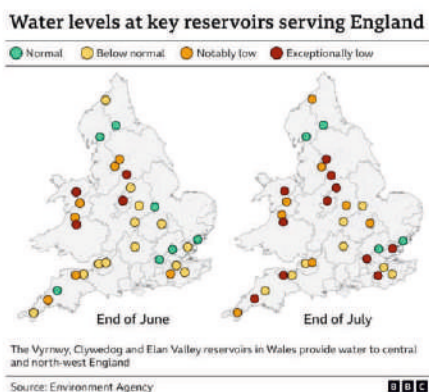 Water levels at key reservoirs serving England
Normal Below normal Notably low Exceptionally low
End of June End of July
The Vyrnwy, Clywedog and Elan Valley reservoirs in Wales provide water to central
and north-west England
Source: Environment Agency BBC